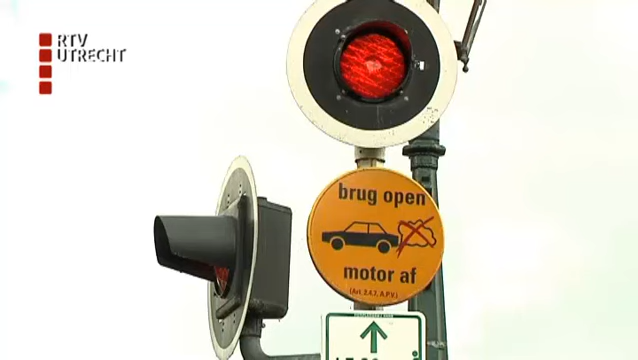 RTV
UTRECHT
brug open
motor af
(Art. 2.4.7, A.P.V.)